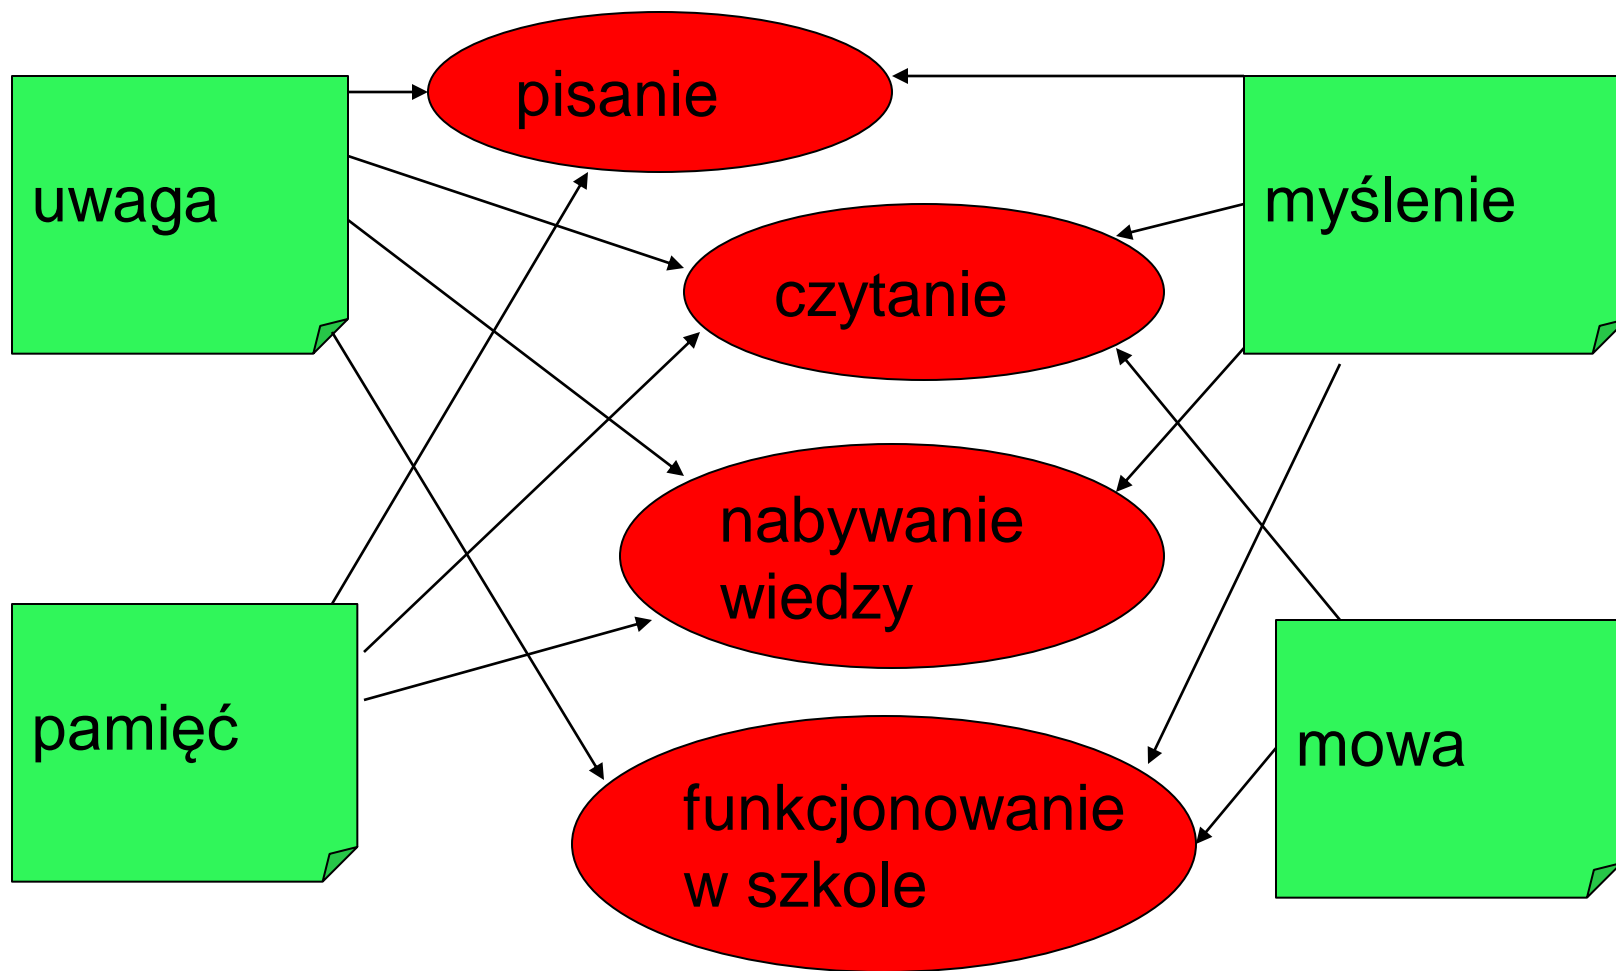 pisanie
uwaga
myślenie
czytanie
nabywanie
wiedzy
pamięć
mowa
funkcjonowanie
w szkole